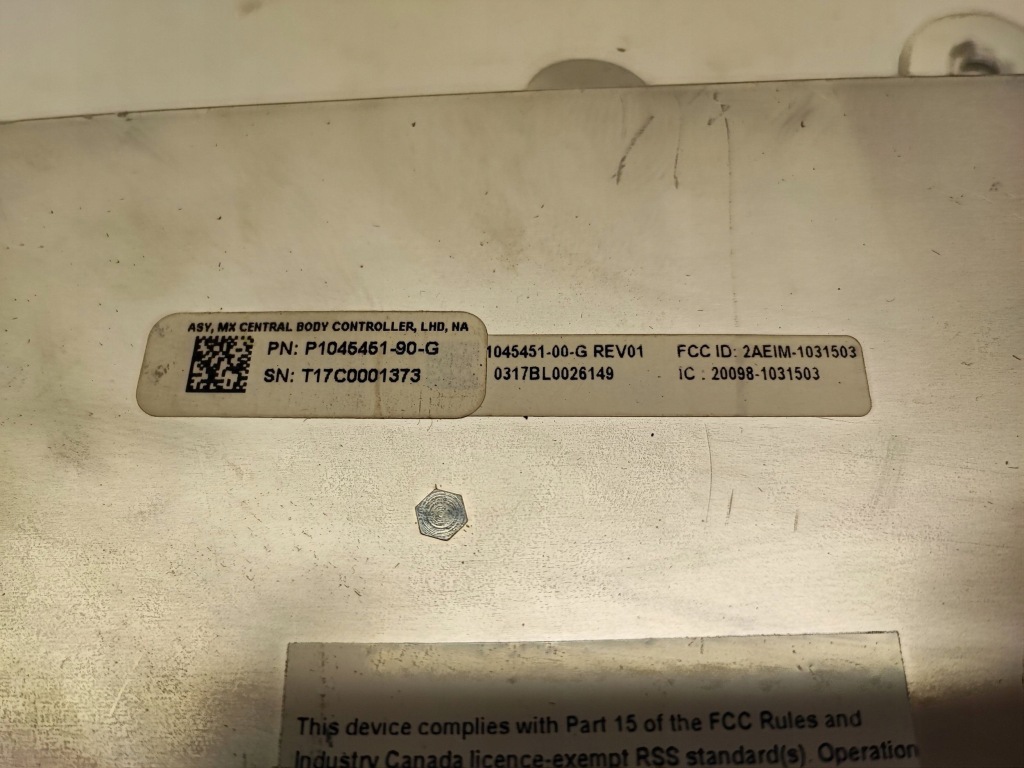 ASY, MX CENTRAL BODY CONTROLLER, LHD, NA
PN: P1045451-90-G
SN: T17C0001373
1045451-00-G REV01
0317BL0026149
FCC ID: 2AEIM-1031503
IC : 20098-1031503
This device complies with Part 15 of the FCC Rules and
Industry Canada licence-exempt RSS standard(s). Operation